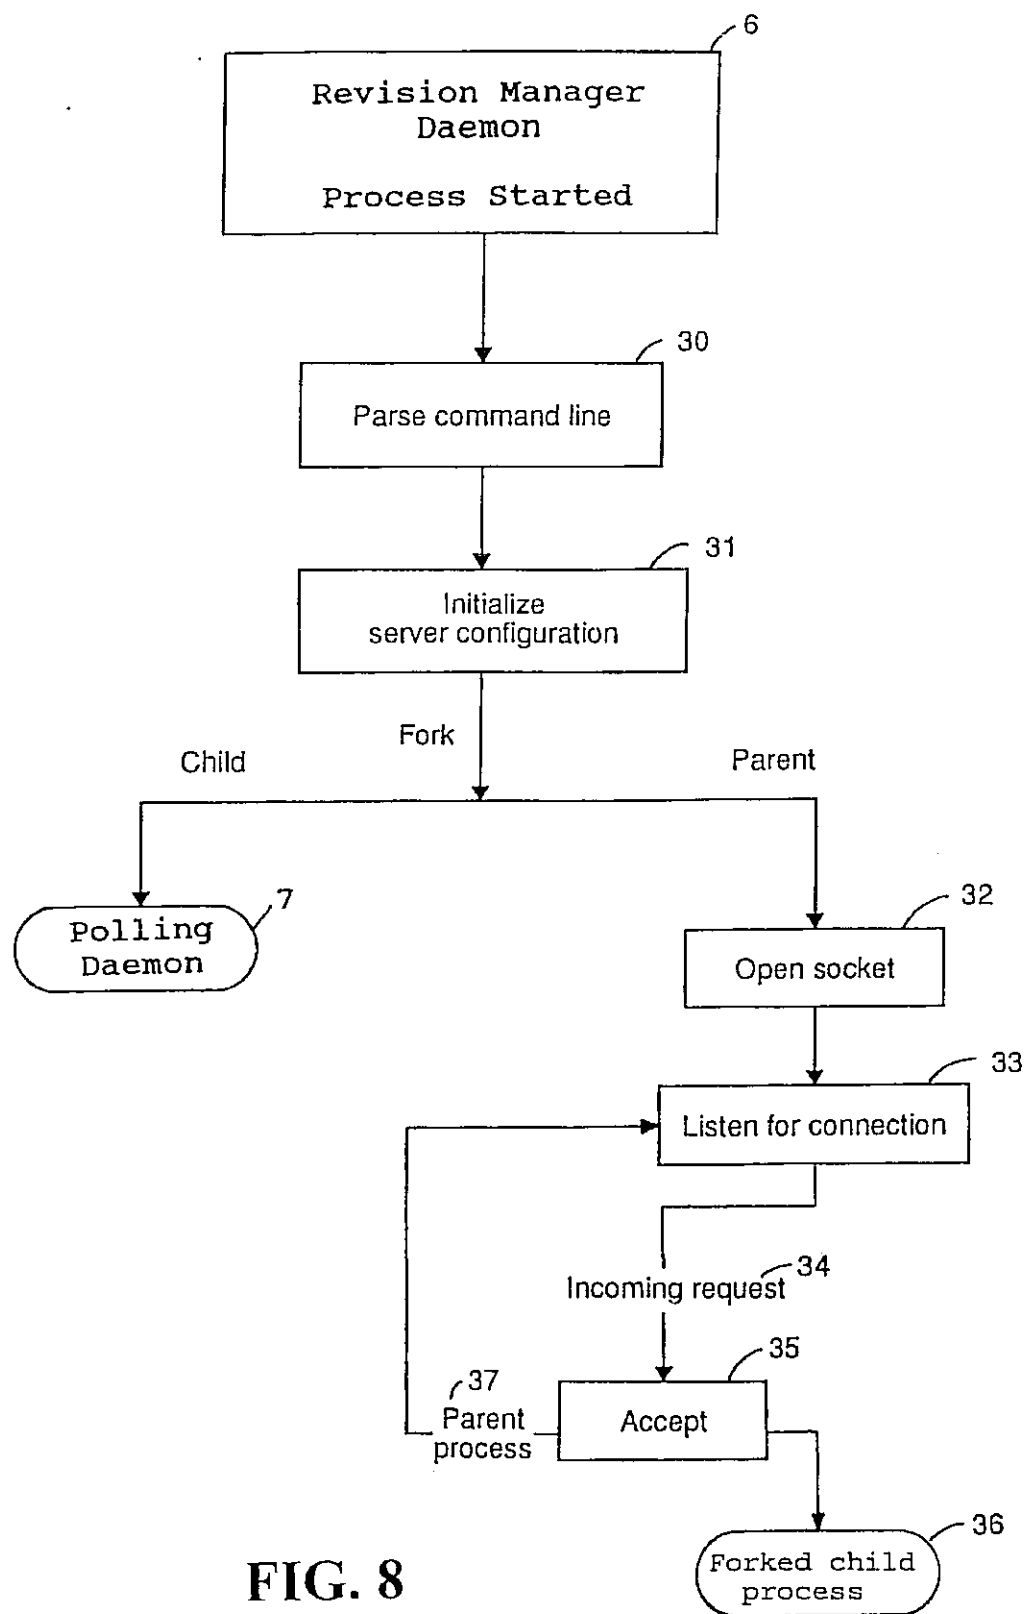 6
Revision Manager
Daemon
Process Started
30
Parse command line
31
Initialize
server configuration
Fork
Child
Parent
7
Polling
Daemon
32
Open socket
33
Listen for connection
34
Incoming request
35
37
Parent
process
Accept
36
Forked child
process
FIG. 8